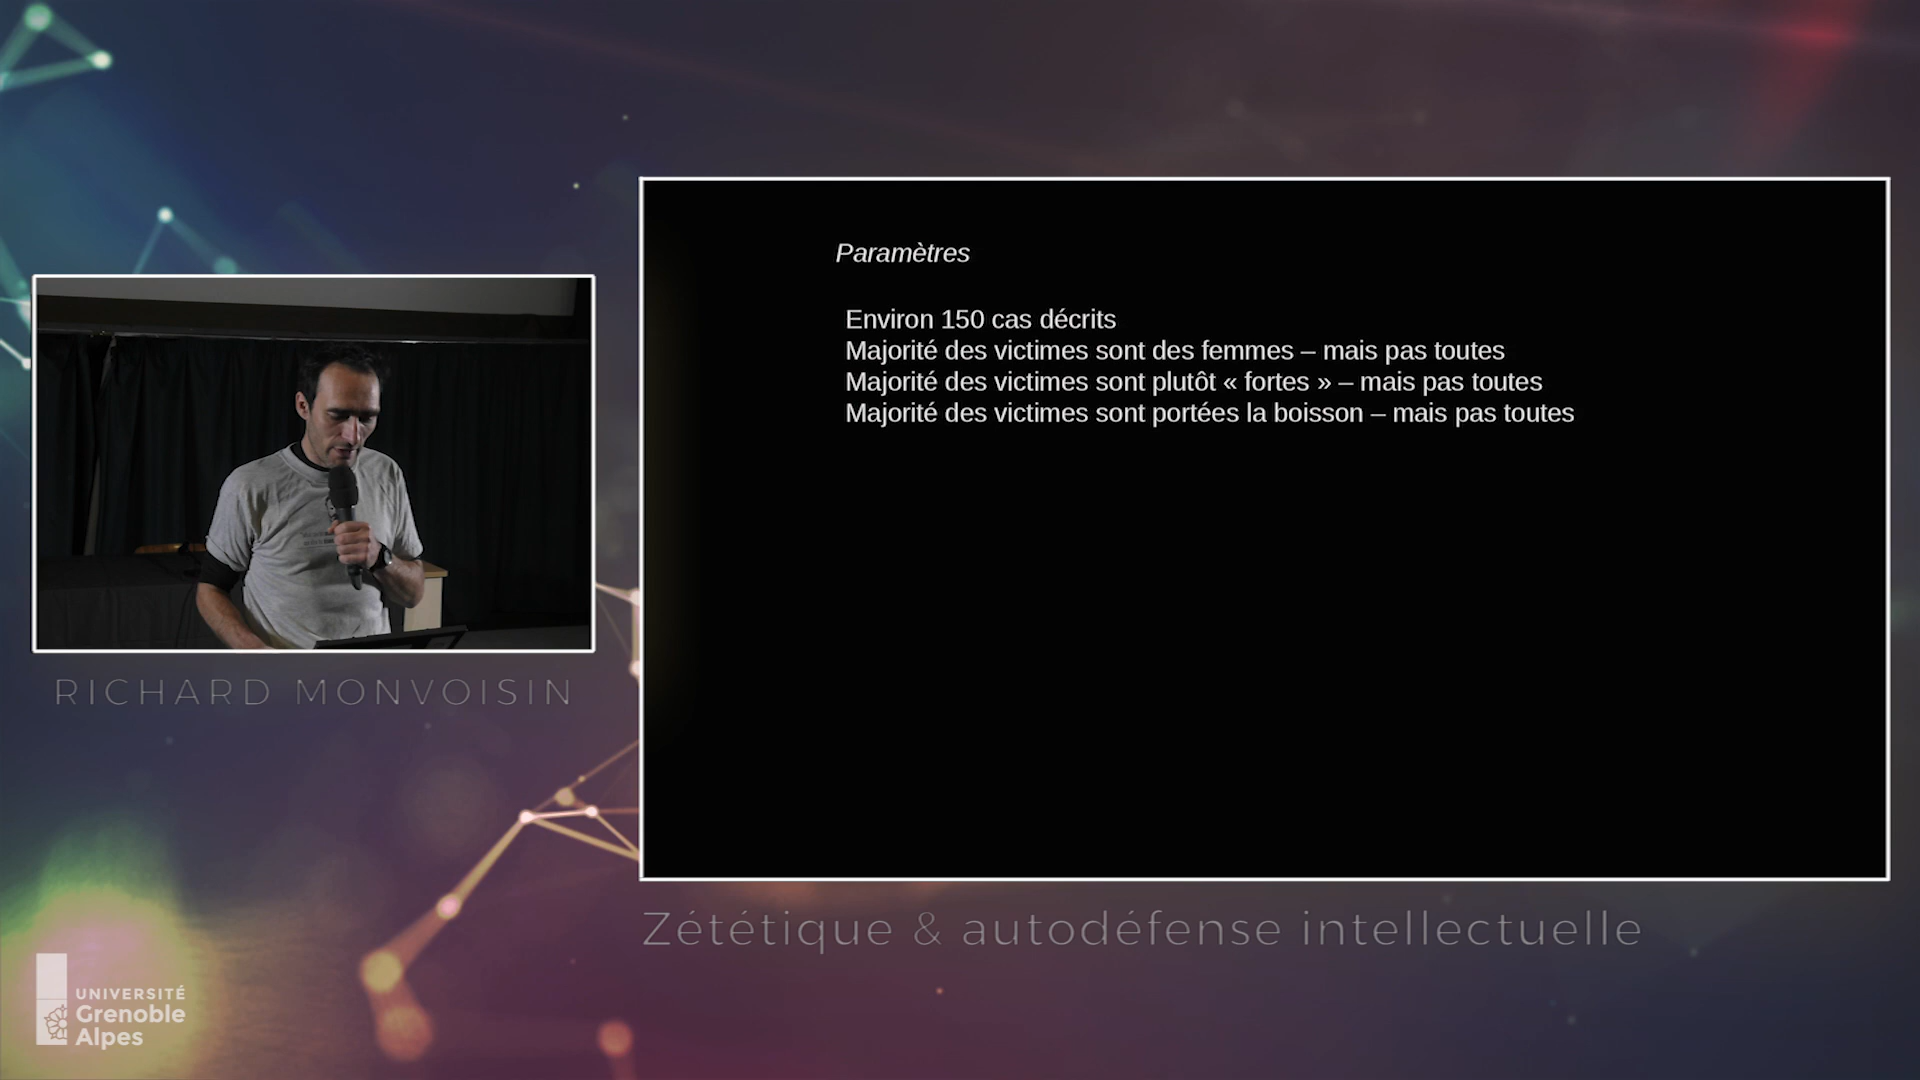 Paramètres
Environ 150 cas décrits
Majorité des victimes sont des femmes – mais pas toutes
Majorité des victimes sont plutôt « fortes » – mais pas toutes
Majorité des victimes sont portées la boisson – mais pas toutes
RICHARD MONVOISIN
Zététique & autodéfense intellectuelle
UNIVERSITÉ
Grenoble
Alpes